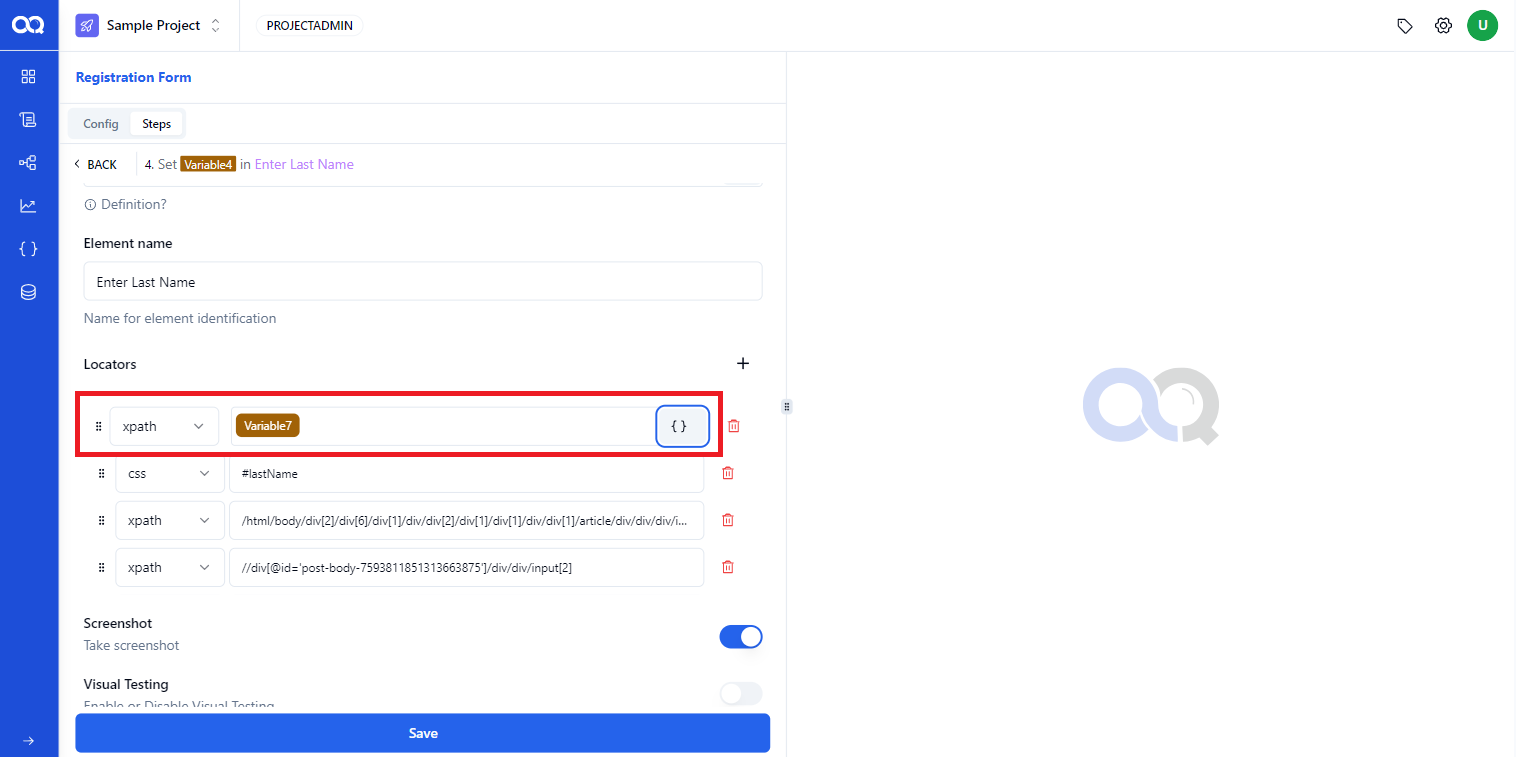 Sample Project
PROJECTADMIN
U
Registration Form
Config
Steps
BACK
4. Set Variable4 in Enter Last Name
Definition?
Element name
Enter Last Name
Name for element identification
Locators
xpath
Variable7
{ }
css
#lastName
xpath
/html/body/div[2]/div[6]/div[1]/div/div[2]/div[1]/div[1]/div/div[1]/article/div/div/div/i...
xpath
//div[@id='post-body-7593811851313663875']/div/div/input[2]
Screenshot
Take screenshot
Visual Testing
Enable or Disable Visual Testing
Save